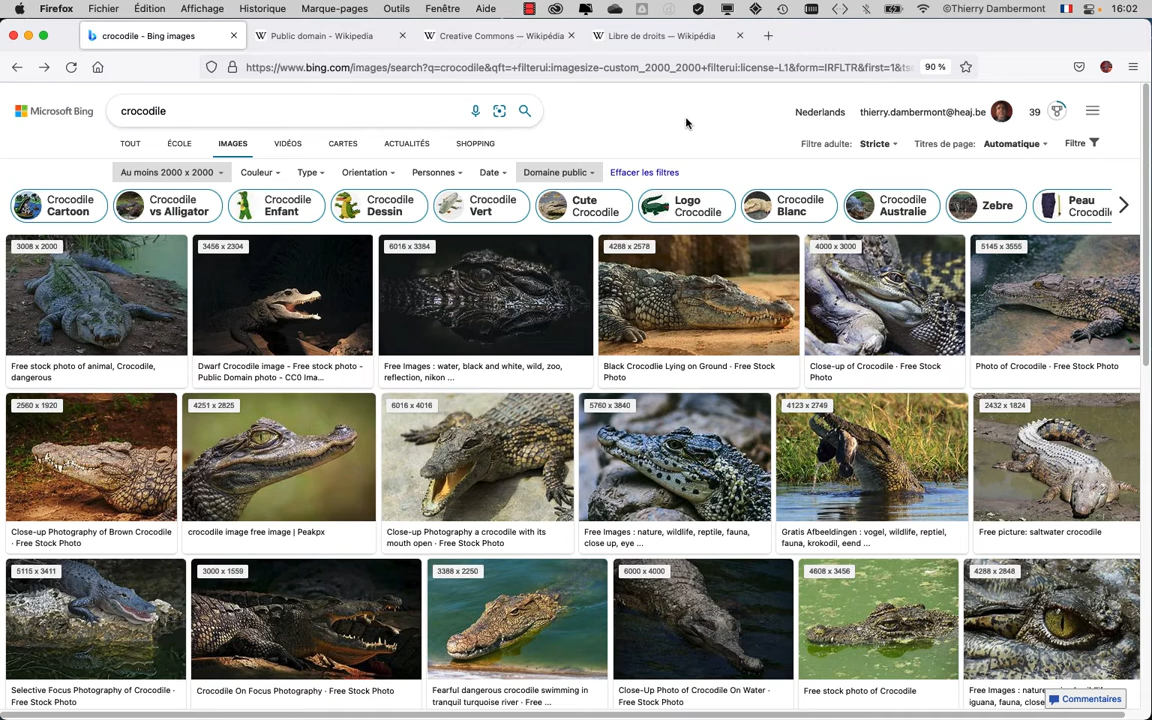 Firefox Fichier Édition Affichage Historique Marque-pages Outils Fenêtre Aide ©Thierry Dambermont 16:02
crocodile - Bing images Public domain - Wikipedia Creative Commons — Wikipédia Libre de droits — Wikipédia
https://www.bing.com/images/search?q=crocodile&qft=+filterui:imagesize-custom_2000_2000+filterui:license-L1&form=IRFLTR&first=1&ts 90 %
Microsoft Bing crocodile Nederlands thierry.dambermont@heaj.be 39
TOUT ÉCOLE IMAGES VIDÉOS CARTES ACTUALITÉS SHOPPING Filtre adulte: Stricte Titres de page: Automatique Filtre
Au moins 2000 x 2000 Couleur Type Orientation Personnes Date Domaine public Effacer les filtres
Crocodile Cartoon
Crocodile vs Alligator
Crocodile Enfant
Crocodile Dessin
Crocodile Vert
Cute Crocodile
Logo Crocodile
Crocodile Blanc
Crocodile Australie
Zebre
Peau Crocodil
3008 x 2000 3456 x 2304 6016 x 3384 4288 x 2578 4000 x 3000 5145 x 3555
Free stock photo of animal, Crocodile,
dangerous
Dwarf Crocodile image - Free stock photo -
Public Domain photo - CC0 Ima...
Free Images : water, black and white, wild, zoo,
reflection, nikon ...
Black Crocodlie Lying on Ground · Free Stock
Photo
Close-up of Crocodile · Free Stock
Photo
Photo of Crocodile · Free Stock Photo
2560 x 1920 4251 x 2825 6016 x 4016 5760 x 3840 4123 x 2749 2432 x 1824
Close-up Photography of Brown Crocodile
· Free Stock Photo
crocodile image free image | Peakpx
Close-up Photography a crocodile with its
mouth open · Free Stock Photo
Free Images : nature, wildlife, reptile, fauna,
close up, eye ...
Gratis Afbeeldingen : vogel, wildlife, reptiel,
fauna, krokodil, eend ...
Free picture: saltwater crocodile
5115 x 3411 3000 x 1559 3388 x 2250 6000 x 4000 4608 x 3456 4288 x 2848
Selective Focus Photography of Crocodile ·
Free Stock Photo
Crocodile On Focus Photography · Free Stock Photo
Fearful dangerous crocodile swimming in
tranquil turquoise river · Free ...
Close-Up Photo of Crocodile On Water ·
Free Stock Photo
Free stock photo of Crocodile
Free Images : natu
iguana, fauna, close
Commentaires